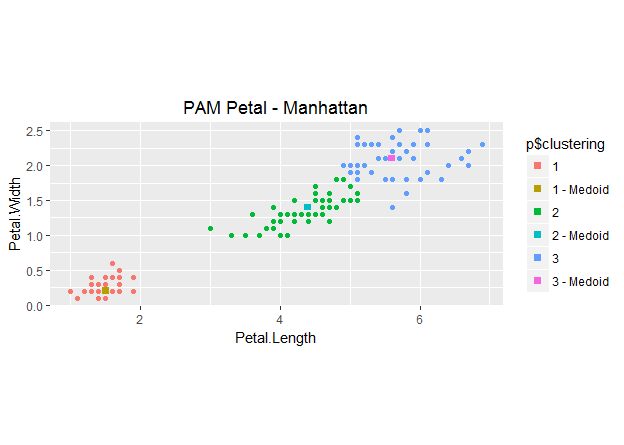 PAM Petal - Manhattan
2.5
2.0
1.5
1.0
0.5
0.0
Petal.Width
2
4
6
Petal.Length
p$clustering
1
1 - Medoid
2
2 - Medoid
3
3 - Medoid